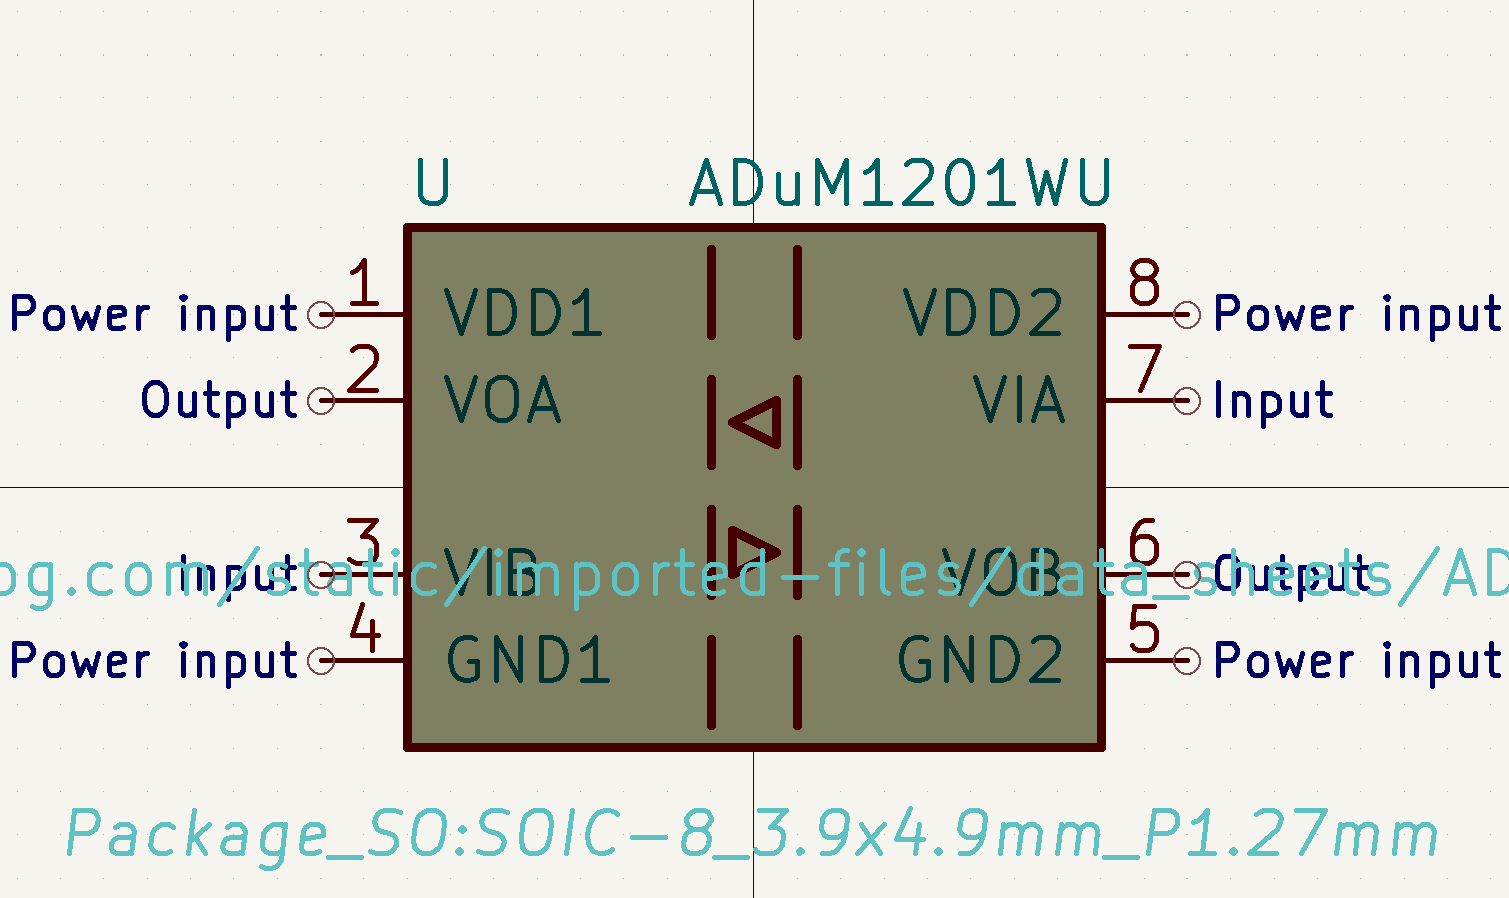 U ADuM1201WU
1 8
Power input VDD1 VDD2 Power input
2 7
Output VOA VIA Input
3 6
Input VIB VOB Output
og.com/static/imported-files/data_sheets/AD
4 5
Power input GND1 GND2 Power input
Package_SO:SOIC-8_3.9x4.9mm_P1.27mm